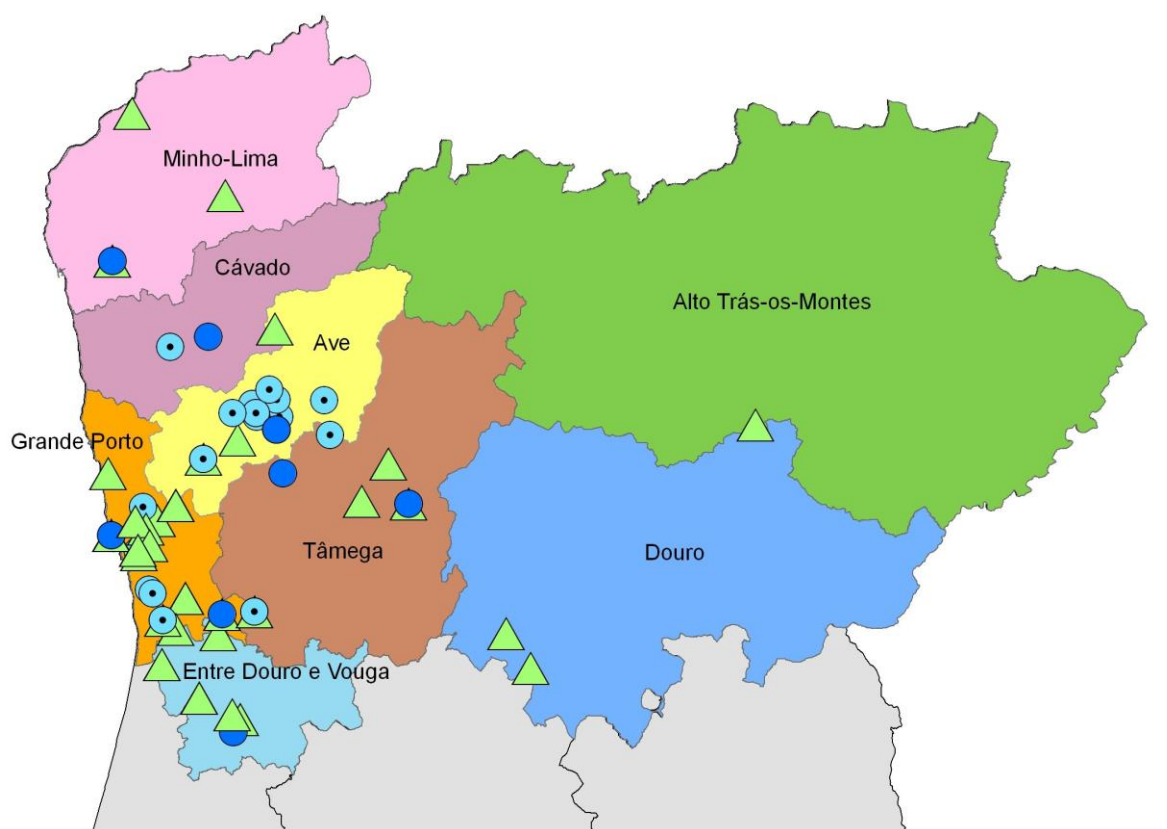 Minho-Lima
Cávado
Alto Trás-os-Montes
Ave
Grande Porto
Tâmega
Douro
Entre Douro e Vouga